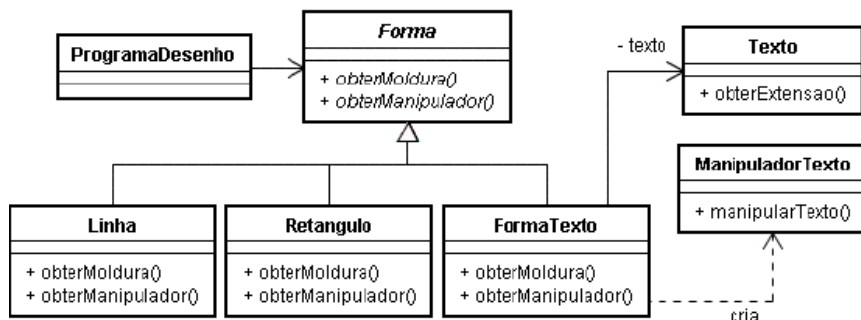 Forma
ProgramaDesenho
+ obterMoldura()
+ obterManipulador()
- texto
Texto
+ obterExtensao()
ManipuladorTexto
+ manipularTexto()
Linha
+ obterMoldura()
+ obterManipulador()
Retangulo
+ obterMoldura()
+ obterManipulador()
FormaTexto
+ obterMoldura()
+ obterManipulador()
cria